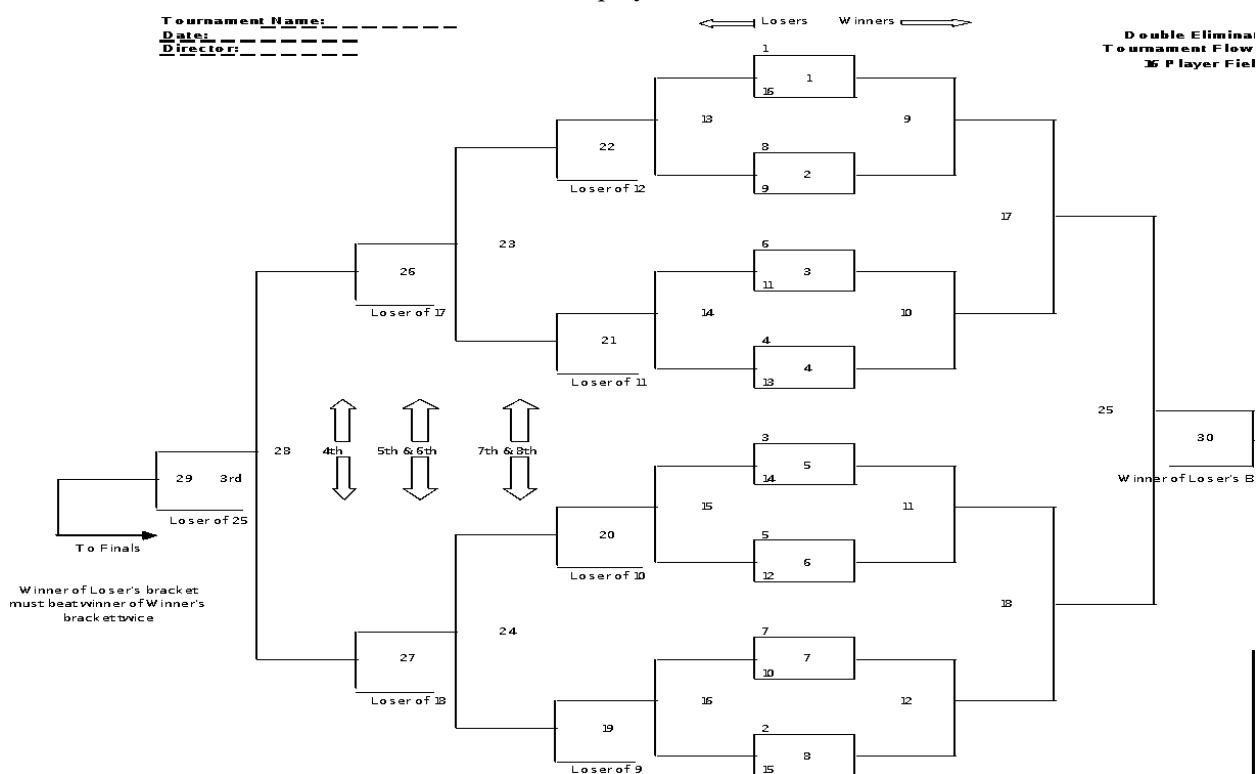 Tournament Name:
Date:
Director:
Losers Winners
Double Eliminat
Tournament Flow
16 Player Fiel
1
16
1
8
9
2
6
11
3
4
13
4
3
14
5
5
12
6
7
10
7
2
15
8
13
14
15
16
9
10
11
12
17
18
25
30
Winner of Loser's B
22
Loser of 12
21
Loser of 11
20
Loser of 10
19
Loser of 9
23
24
26
Loser of 17
27
Loser of 18
28
4th
5th & 6th
7th & 8th
29 3rd
Loser of 25
To Finals
Winner of Loser's bracket
must beat winner of Winner's
bracket twice